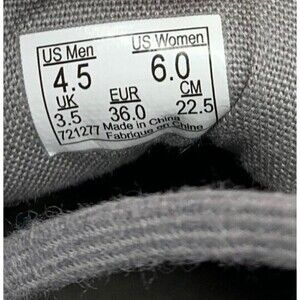 US Men US Women
4.5 6.0
UK EUR CM
3.5 36.0 22.5
721277 Made in China
Fabriqué en Chine